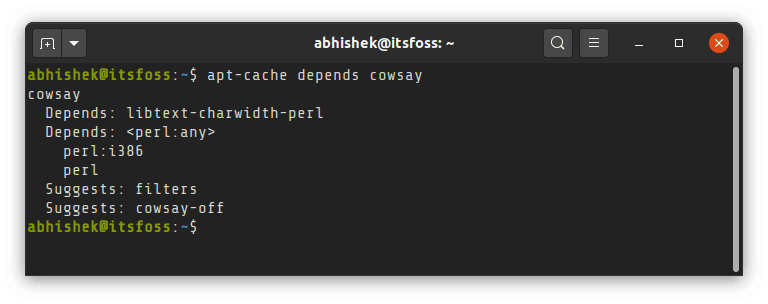 abhishek@itsfoss: ~
abhishek@itsfoss:~$ apt-cache depends cowsay
cowsay
  Depends: libtext-charwidth-perl
  Depends: <perl:any>
    perl:i386
    perl
  Suggests: filters
  Suggests: cowsay-off
abhishek@itsfoss:~$